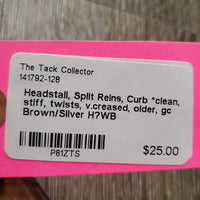 The Tack Collector
141792-128
Headstall, Split Reins, Curb *clean,
stiff, twists, v.creased, older, gc
Brown/Silver H?WB
P81ZTS
$25.00